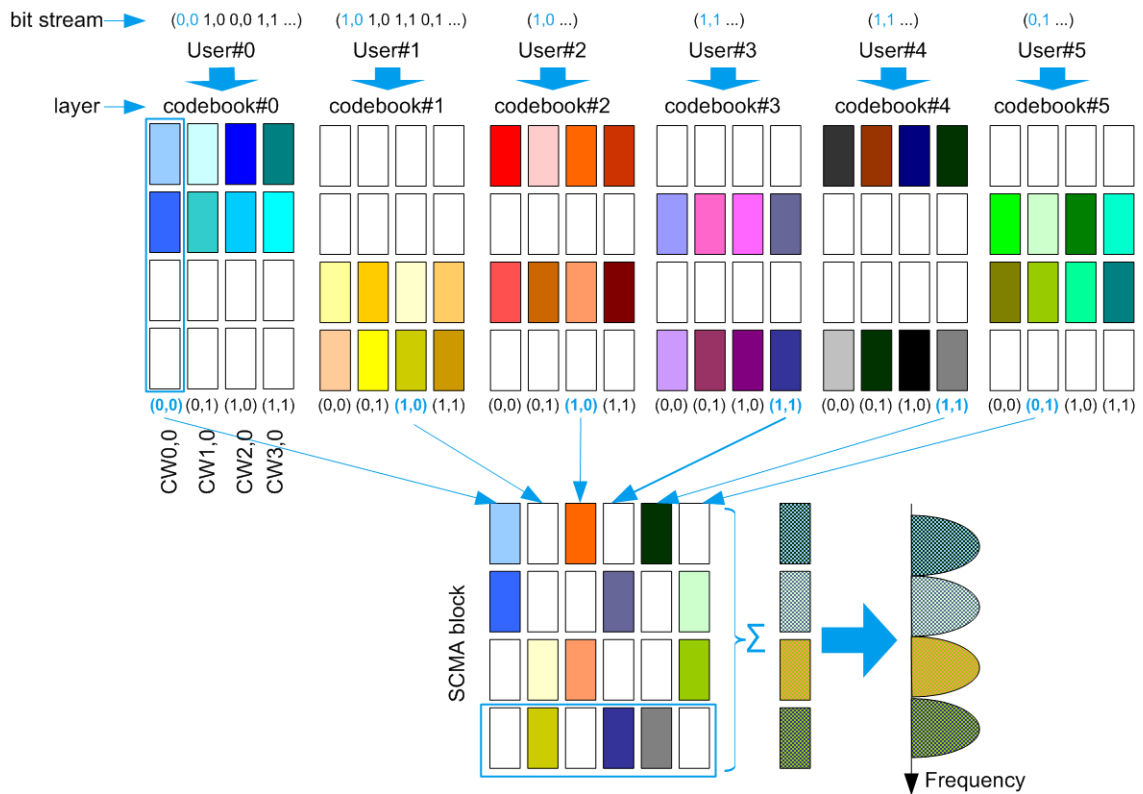 bit stream (0,0 1,0 0,0 1,1 ...) (1,0 1,0 1,1 0,1 ...) (1,0 ...) (1,1 ...) (1,1 ...) (0,1 ...)
User#0 User#1 User#2 User#3 User#4 User#5
layer codebook#0 codebook#1 codebook#2 codebook#3 codebook#4 codebook#5
(0,0) (0,1) (1,0) (1,1) (0,0) (0,1) (1,0) (1,1) (0,0) (0,1) (1,0) (1,1) (0,0) (0,1) (1,0) (1,1) (0,0) (0,1) (1,0) (1,1) (0,0) (0,1) (1,0) (1,1)
CW0,0
CW1,0
CW2,0
CW3,0
SCMA block
Σ
Frequency